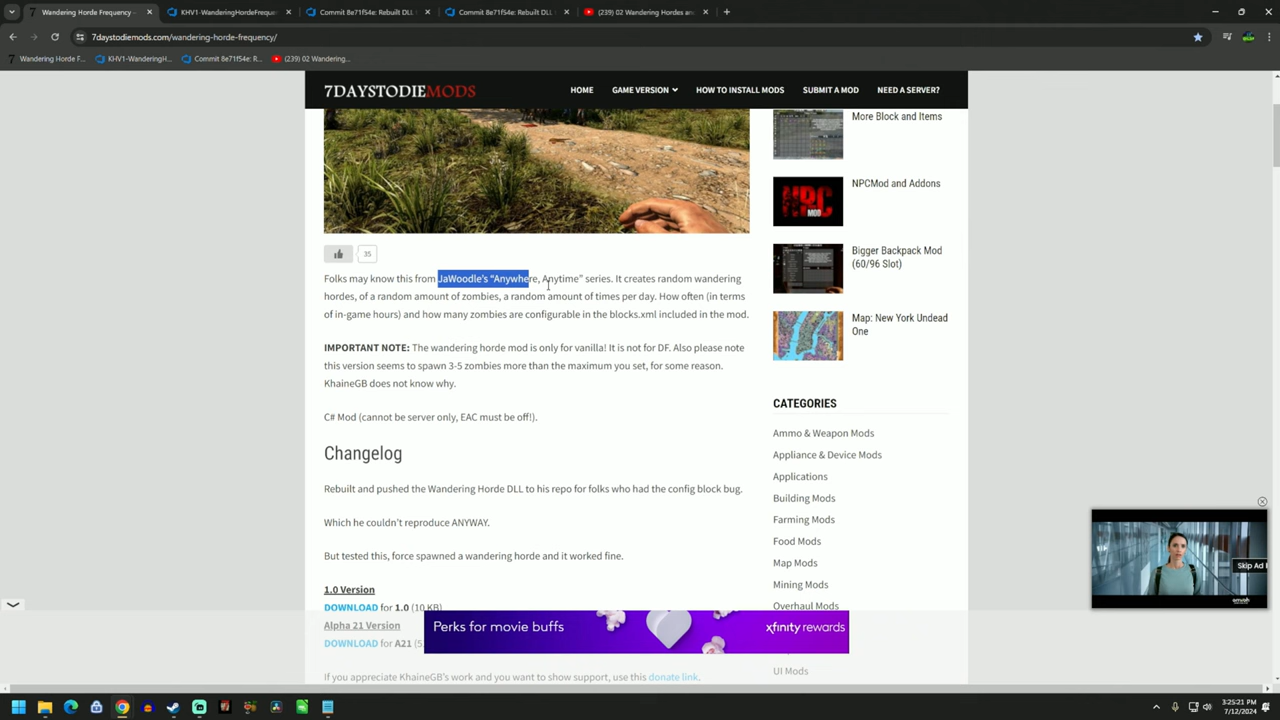 Wandering Horde Frequency -
KHV1-WanderingHordeFreque
Commit 8e71f54e: Rebuilt DLL
Commit 8e71f54e: Rebuilt DLL
(239) 02 Wandering Hordes and
7daystodiemods.com/wandering-horde-frequency/
Wandering Horde F...
KHV1-WanderingH...
Commit 8e71f54e: R...
(239) 02 Wandering...
7DAYSTODIEMODS
HOME
GAME VERSION
HOW TO INSTALL MODS
SUBMIT A MOD
NEED A SERVER?
35
Folks may know this from JaWoodle's “Anywhere, Anytime” series. It creates random wandering
hordes, of a random amount of zombies, a random amount of times per day. How often (in terms
of in-game hours) and how many zombies are configurable in the blocks.xml included in the mod.
IMPORTANT NOTE: The wandering horde mod is only for vanilla! It is not for DF. Also please note
this version seems to spawn 3-5 zombies more than the maximum you set, for some reason.
KhaineGB does not know why.
C# Mod (cannot be server only, EAC must be off!).
Changelog
Rebuilt and pushed the Wandering Horde DLL to his repo for folks who had the config block bug.
Which he couldn't reproduce ANYWAY.
But tested this, force spawned a wandering horde and it worked fine.
1.0 Version
DOWNLOAD for 1.0 (10 KB)
Alpha 21 Version
DOWNLOAD for A21 (5
If you appreciate KhaineGB's work and you want to show support, use this donate link.
More Block and Items
NPCMod and Addons
NPC
MOD
Bigger Backpack Mod
(60/96 Slot)
Map: New York Undead
One
CATEGORIES
Ammo & Weapon Mods
Appliance & Device Mods
Applications
Building Mods
Farming Mods
Food Mods
Map Mods
Mining Mods
Overhaul Mods
UI Mods
Perks for movie buffs
xfinity rewards
Skip Ad
3:25:21 PM
7/12/2024